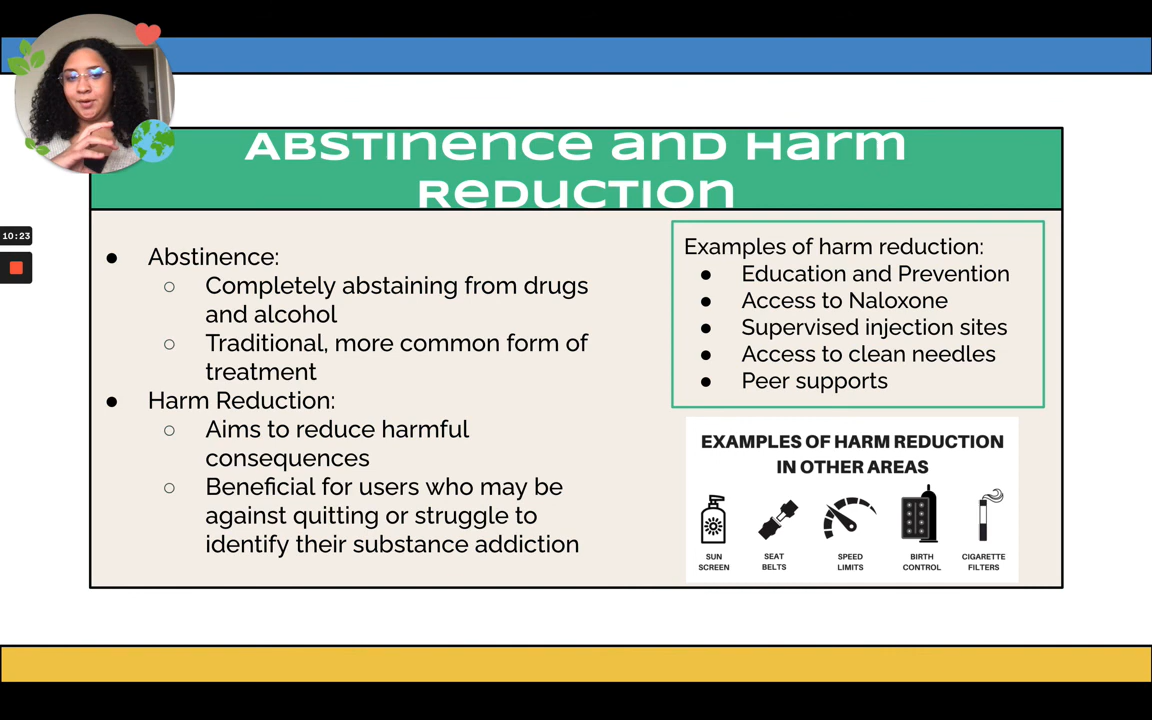 Abstinence and Harm
Reduction
10:23
● Abstinence:
○ Completely abstaining from drugs
and alcohol
○ Traditional, more common form of
treatment
● Harm Reduction:
○ Aims to reduce harmful
consequences
○ Beneficial for users who may be
against quitting or struggle to
identify their substance addiction
Examples of harm reduction:
● Education and Prevention
● Access to Naloxone
● Supervised injection sites
● Access to clean needles
● Peer supports
EXAMPLES OF HARM REDUCTION
IN OTHER AREAS
SUN
SCREEN
SEAT
BELTS
SPEED
LIMITS
BIRTH
CONTROL
CIGARETTE
FILTERS